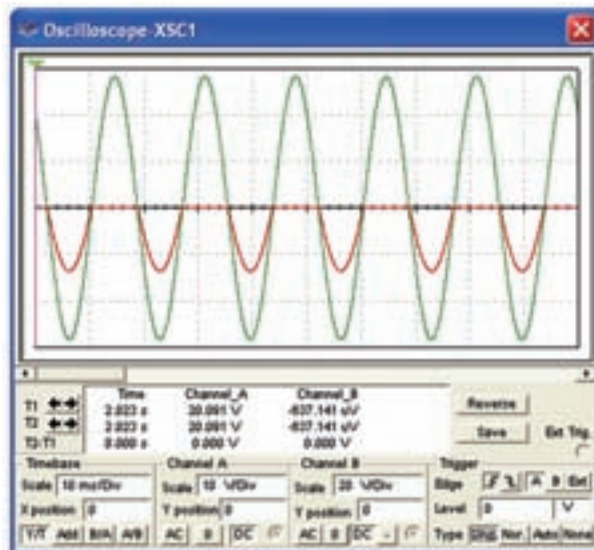 Oscilloscope-XSC1
Time Channel_A Channel_B
T1 2.023 s 20.091 V -637.141 uV
T2 2.023 s 20.091 V -637.141 uV
T2-T1 0.000 s 0.000 V 0.000 V
Reverse
Save
Ext Trig.
Timebase Channel A Channel B Trigger
Scale 10 ms/Div Scale 10 V/Div Scale 20 V/Div Edge A B Ext
X position 0 Y position 0 Y position 0 Level 0 V
Y/T Add B/A A/B AC 0 DC AC 0 DC - Type Sing. Nor. Auto None